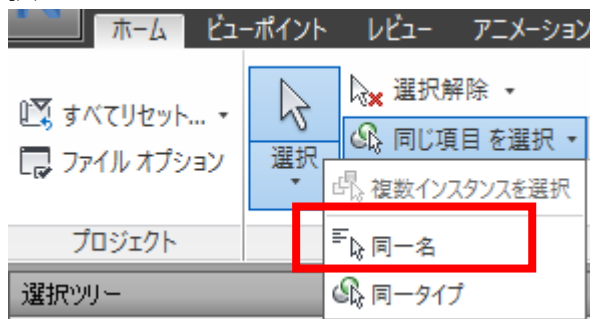 ホーム ビューポイント レビュー アニメーション
すべてリセット...
ファイル オプション
プロジェクト
選択
選択解除
同じ項目 を選択
複数インスタンスを選択
同一名
同一タイプ
選択ツリー